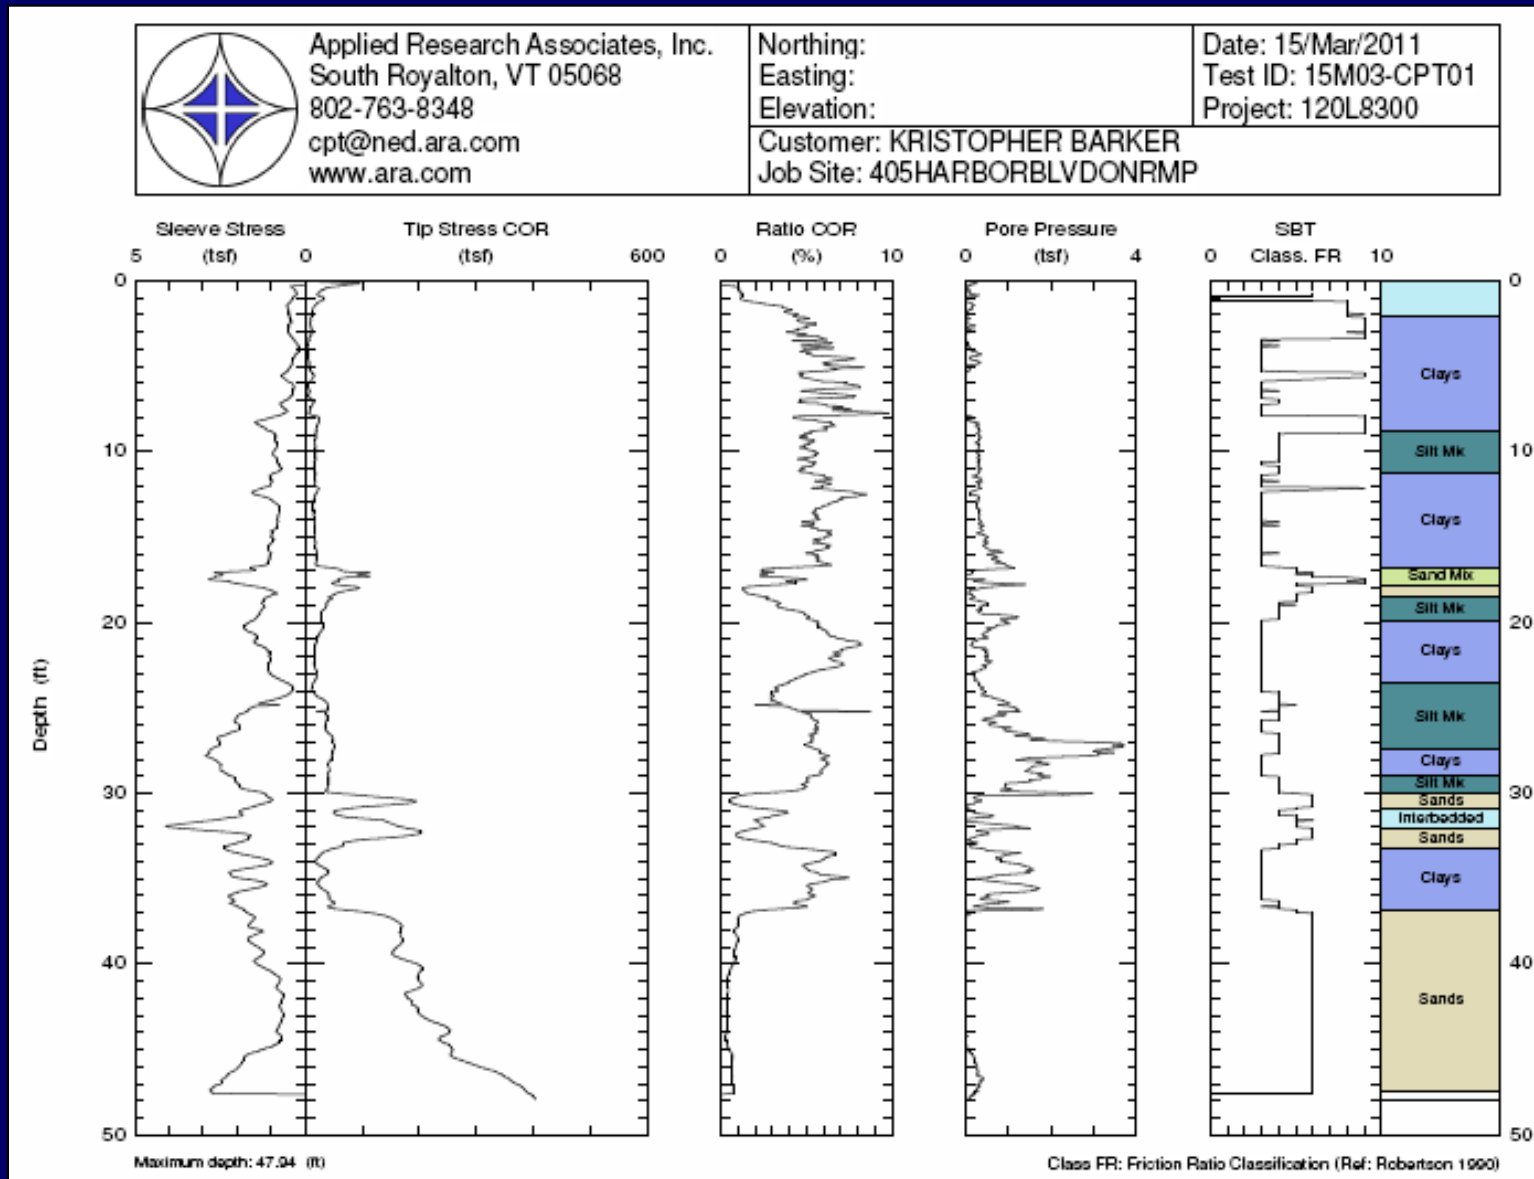 Applied Research Associates, Inc.
South Royalton, VT 05068
802-763-8348
cpt@ned.ara.com
www.ara.com
Northing:
Easting:
Elevation:
Date: 15/Mar/2011
Test ID: 15M03-CPT01
Project: 120L8300
Customer: KRISTOPHER BARKER
Job Site: 405HARBORBLVDONRMP
Sleeve Stress
(tsf)
5 0
Tip Stress COR
(tsf)
600
Ratio COR
0 (%) 10
Pore Pressure
0 (tsf) 4
SBT
0 Class. FR 10
Depth (ft)
0
10
20
30
40
50
Clays
Silt Mix
Clays
Sand Mix
Silt Mix
Clays
Silt Mix
Clays
Silt Mix
Sands
Interbedded
Sands
Clays
Sands
0
10
20
30
40
50
Maximum depth: 47.94 (ft)
Class FR: Friction Ratio Classification (Ref: Robertson 1990)